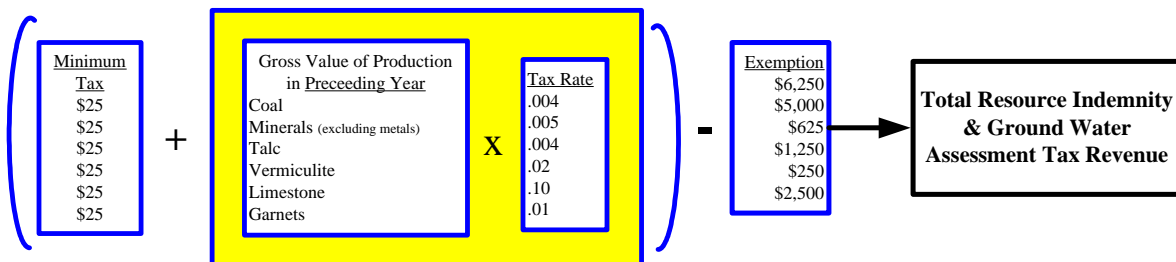 Minimum
Tax
$25
$25
$25
$25
$25
$25
+
Gross Value of Production
in Preceeding Year
Coal
Minerals (excluding metals)
Talc
Vermiculite
Limestone
Garnets
X
Tax Rate
.004
.005
.004
.02
.10
.01
-
Exemption
$6,250
$5,000
$625
$1,250
$250
$2,500
Total Resource Indemnity
& Ground Water
Assessment Tax Revenue